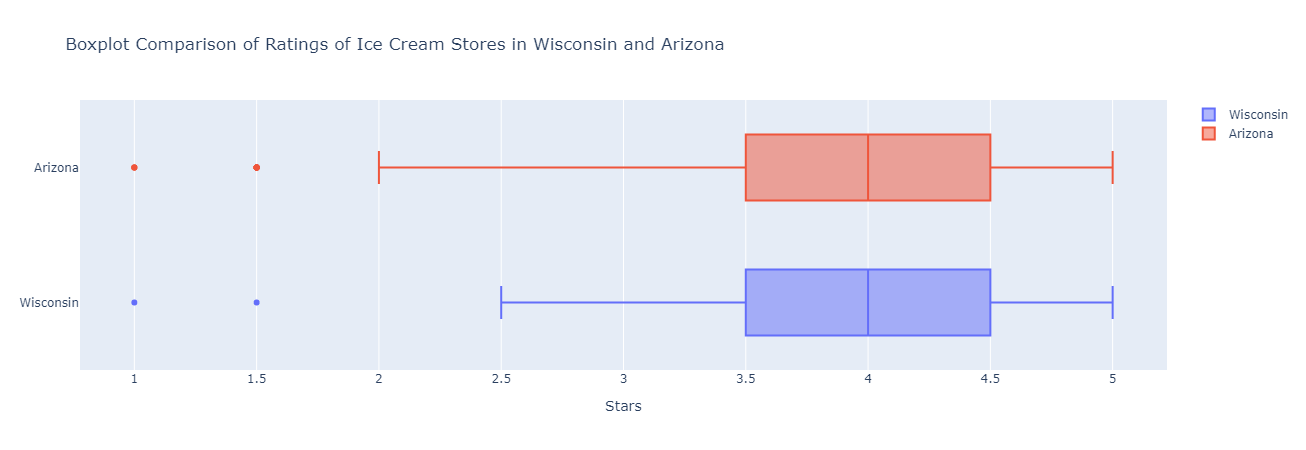 Boxplot Comparison of Ratings of Ice Cream Stores in Wisconsin and Arizona
Wisconsin
Arizona
Arizona
Wisconsin
1 1.5 2 2.5 3 3.5 4 4.5 5
Stars